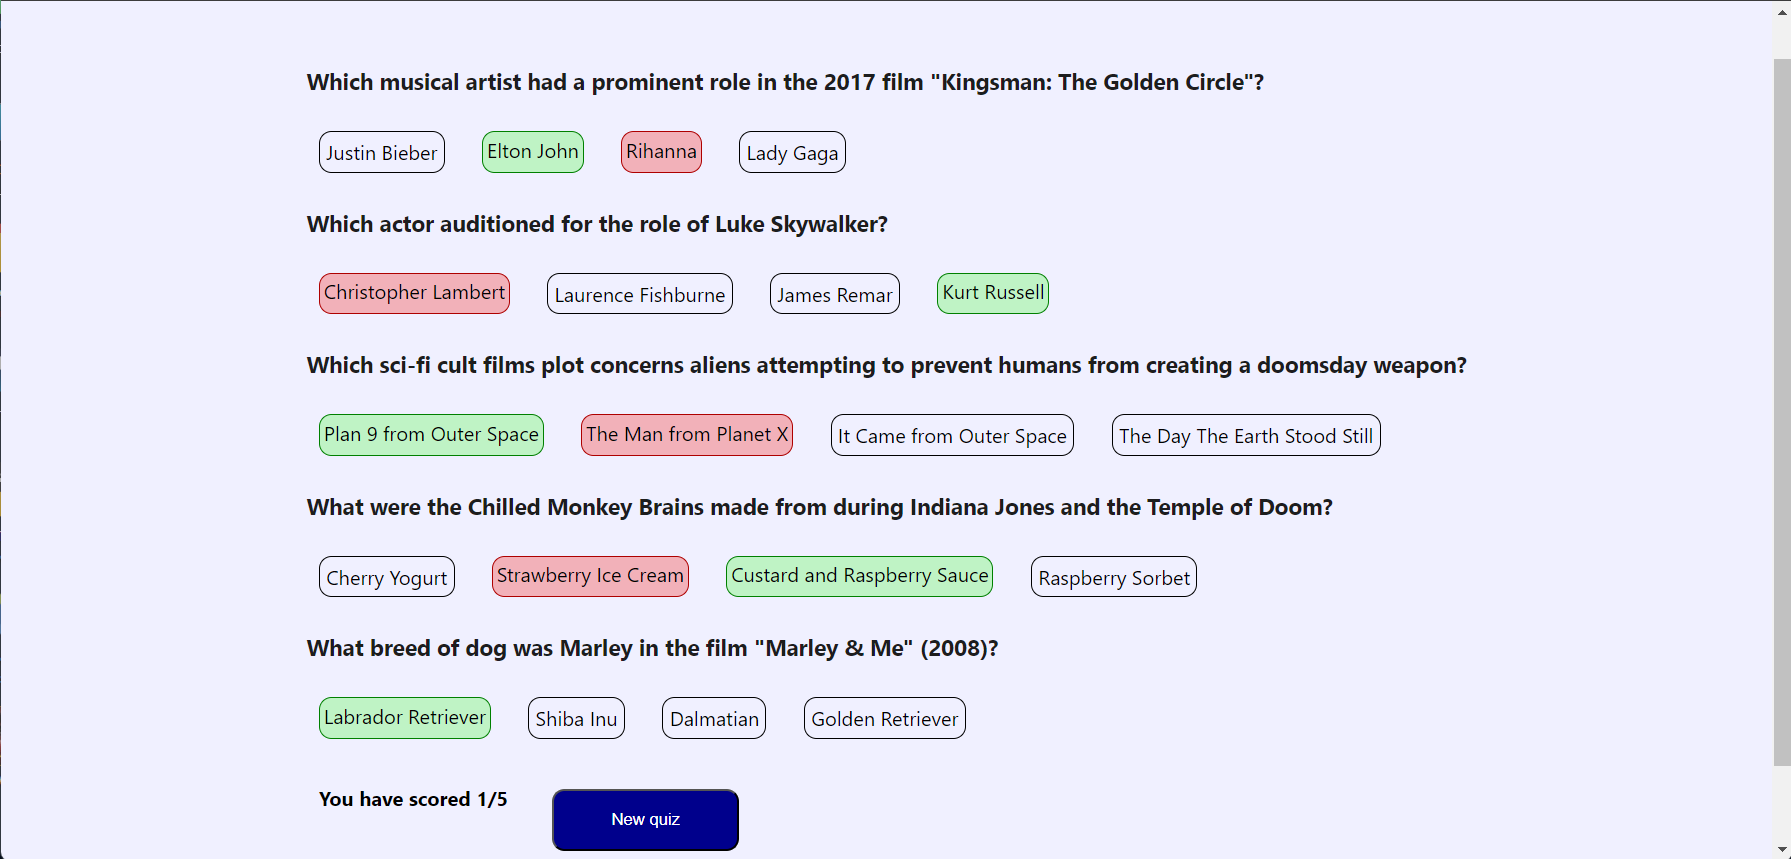 Which musical artist had a prominent role in the 2017 film "Kingsman: The Golden Circle"?
Justin Bieber Elton John Rihanna Lady Gaga
Which actor auditioned for the role of Luke Skywalker?
Christopher Lambert Laurence Fishburne James Remar Kurt Russell
Which sci-fi cult films plot concerns aliens attempting to prevent humans from creating a doomsday weapon?
Plan 9 from Outer Space The Man from Planet X It Came from Outer Space The Day The Earth Stood Still
What were the Chilled Monkey Brains made from during Indiana Jones and the Temple of Doom?
Cherry Yogurt Strawberry Ice Cream Custard and Raspberry Sauce Raspberry Sorbet
What breed of dog was Marley in the film "Marley & Me" (2008)?
Labrador Retriever Shiba Inu Dalmatian Golden Retriever
You have scored 1/5 New quiz